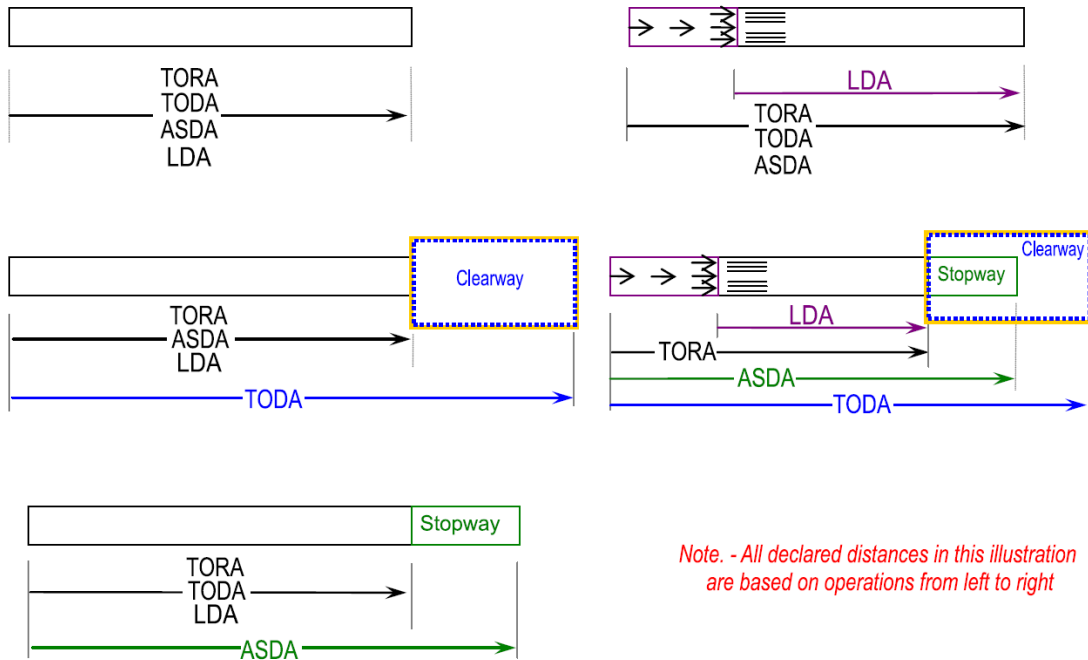 TORA
TODA
ASDA
LDA
LDA
TORA
TODA
ASDA
Clearway
TORA
ASDA
LDA
TODA
Clearway
Stopway
LDA
TORA
ASDA
TODA
Stopway
TORA
TODA
LDA
ASDA
Note. - All declared distances in this illustration
are based on operations from left to right